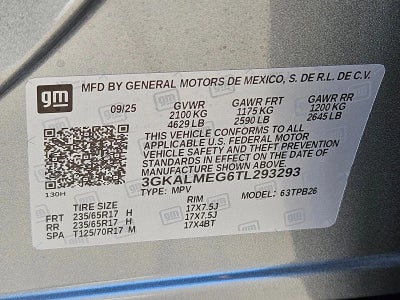 gm
MFD BY GENERAL MOTORS DE MEXICO, S. DE R.L. DE C.V.
09/25 GVWR GAWR FRT GAWR RR
2100 KG 1175 KG 1200 KG
4629 LB 2590 LB 2645 LB
THIS VEHICLE CONFORMS TO ALL
APPLICABLE U.S. FEDERAL MOTOR
VEHICLE SAFETY AND THEFT PREVENTION
STANDARDS IN EFFECT ON THE DATE OF
MANUFACTURE SHOWN ABOVE.
3GKALMEG6TL293293
130H TYPE: MPV MODEL: 63TPB26
TIRE SIZE RIM
FRT 235/65R17 H 17X7.5J
RR 235/65R17 H 17X7.5J
SPA T125/70R17 M 17X4BT